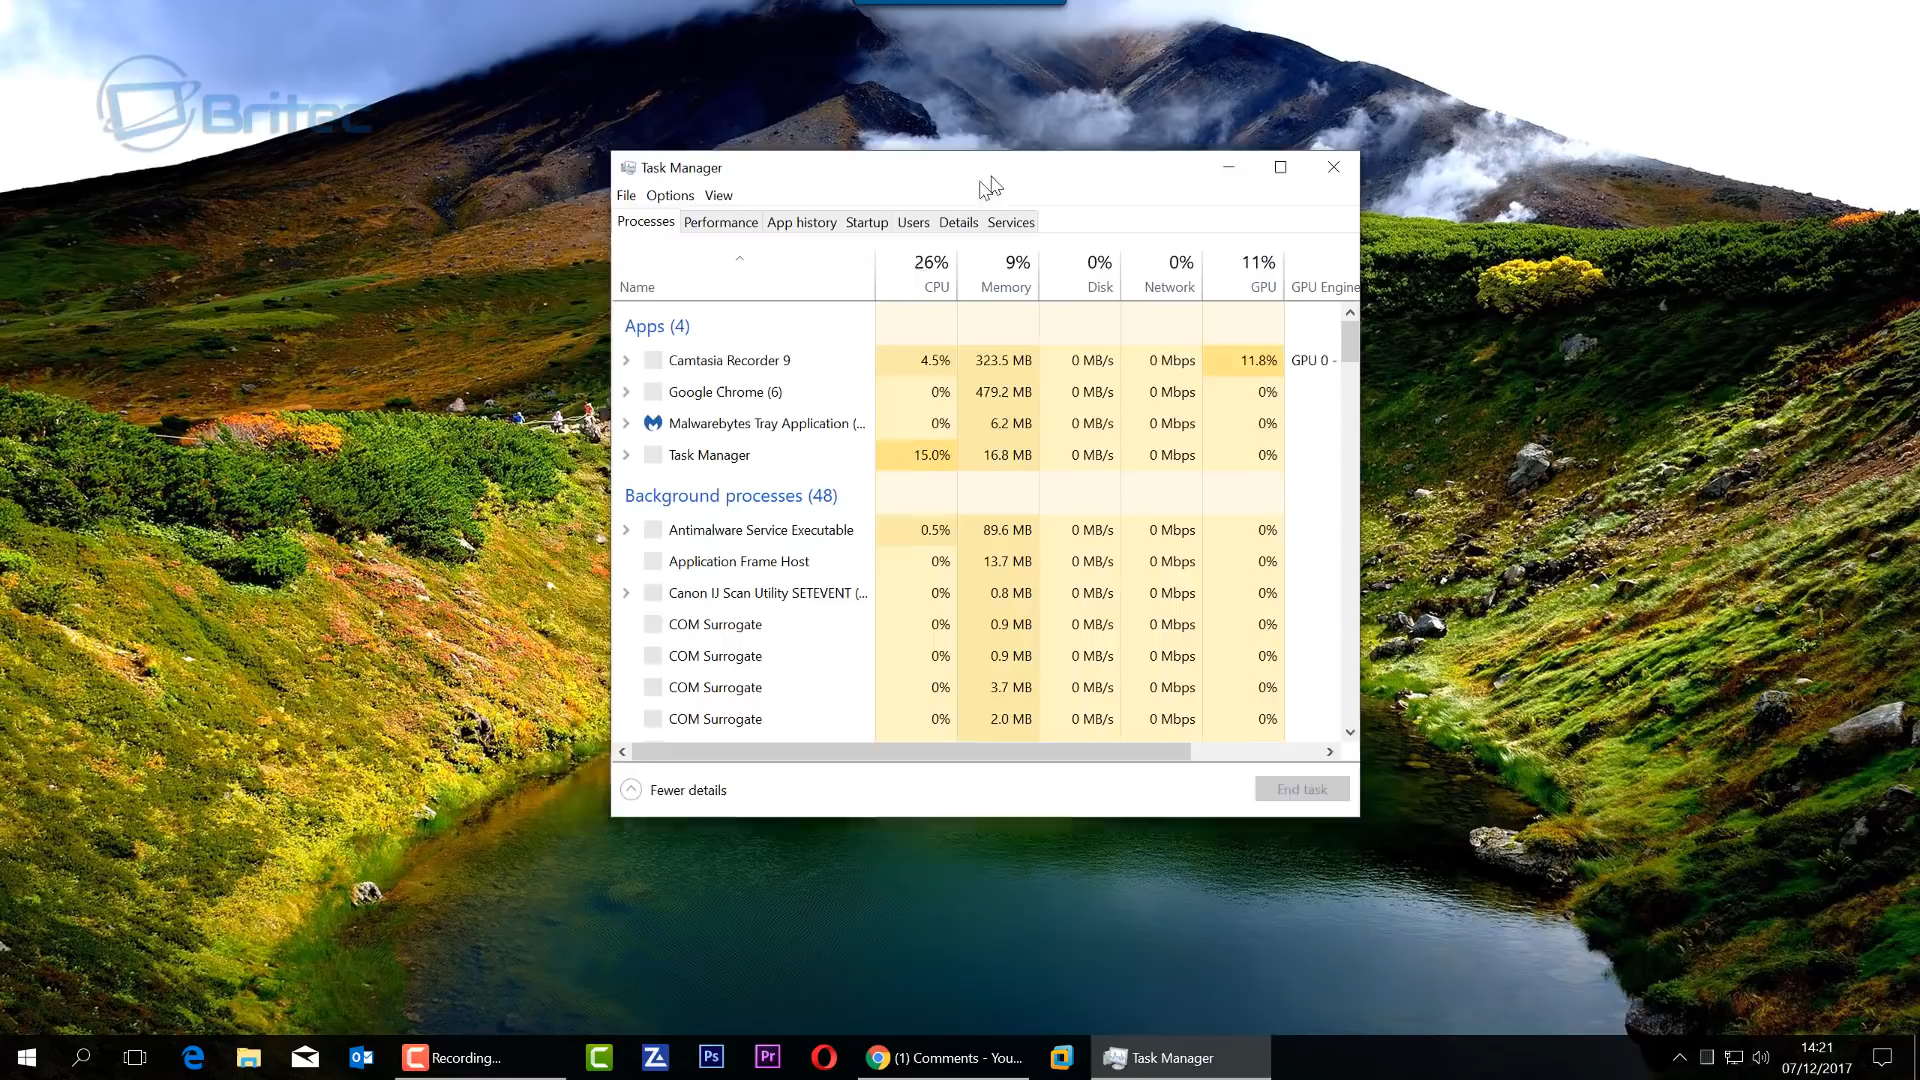 Britec
Task Manager
File Options View
Processes Performance App history Startup Users Details Services
26% 9% 0% 0% 11%
Name CPU Memory Disk Network GPU GPU Engine
Apps (4)
Camtasia Recorder 9 4.5% 323.5 MB 0 MB/s 0 Mbps 11.8% GPU 0 -
Google Chrome (6) 0% 479.2 MB 0 MB/s 0 Mbps 0%
Malwarebytes Tray Application (... 0% 6.2 MB 0 MB/s 0 Mbps 0%
Task Manager 15.0% 16.8 MB 0 MB/s 0 Mbps 0%
Background processes (48)
Antimalware Service Executable 0.5% 89.6 MB 0 MB/s 0 Mbps 0%
Application Frame Host 0% 13.7 MB 0 MB/s 0 Mbps 0%
Canon IJ Scan Utility SETEVENT (... 0% 0.8 MB 0 MB/s 0 Mbps 0%
COM Surrogate 0% 0.9 MB 0 MB/s 0 Mbps 0%
COM Surrogate 0% 0.9 MB 0 MB/s 0 Mbps 0%
COM Surrogate 0% 3.7 MB 0 MB/s 0 Mbps 0%
COM Surrogate 0% 2.0 MB 0 MB/s 0 Mbps 0%
Fewer details End task
Recording... Ps Pr (1) Comments - You... Task Manager 14:21
07/12/2017